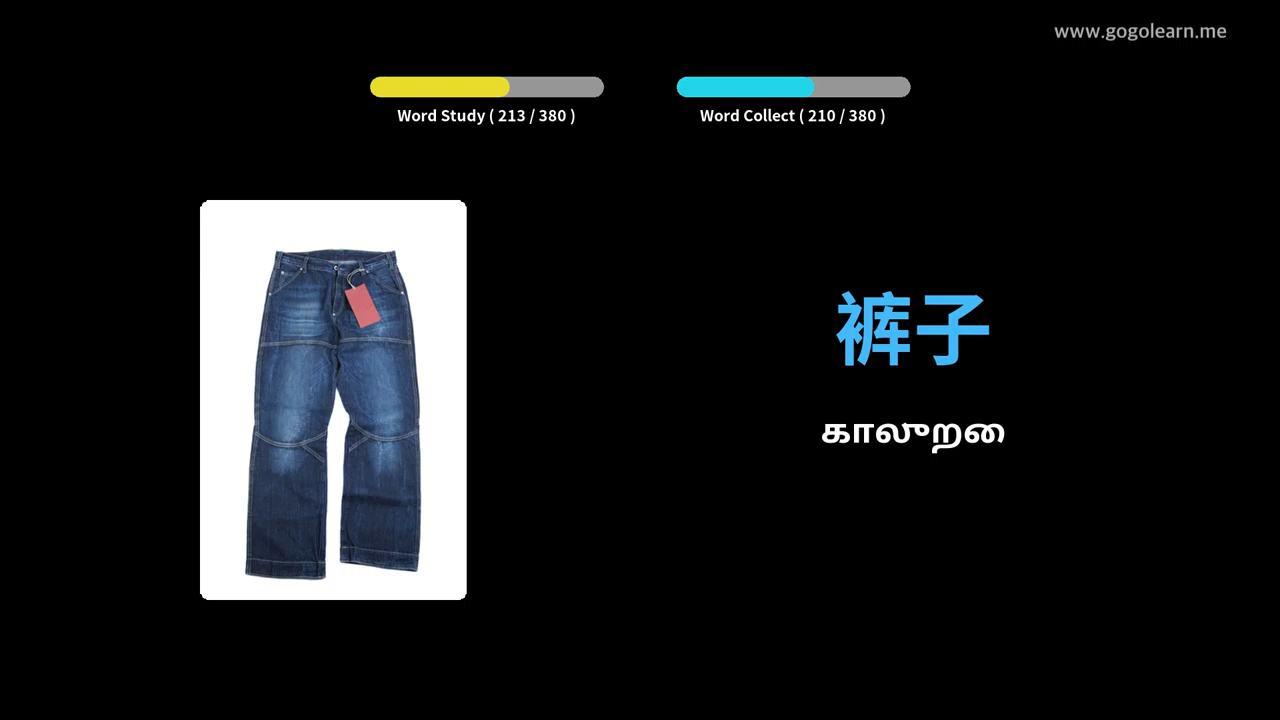 www.gogolearn.me
Word Study ( 213 / 380 )
Word Collect ( 210 / 380 )
裤子
காலுறை